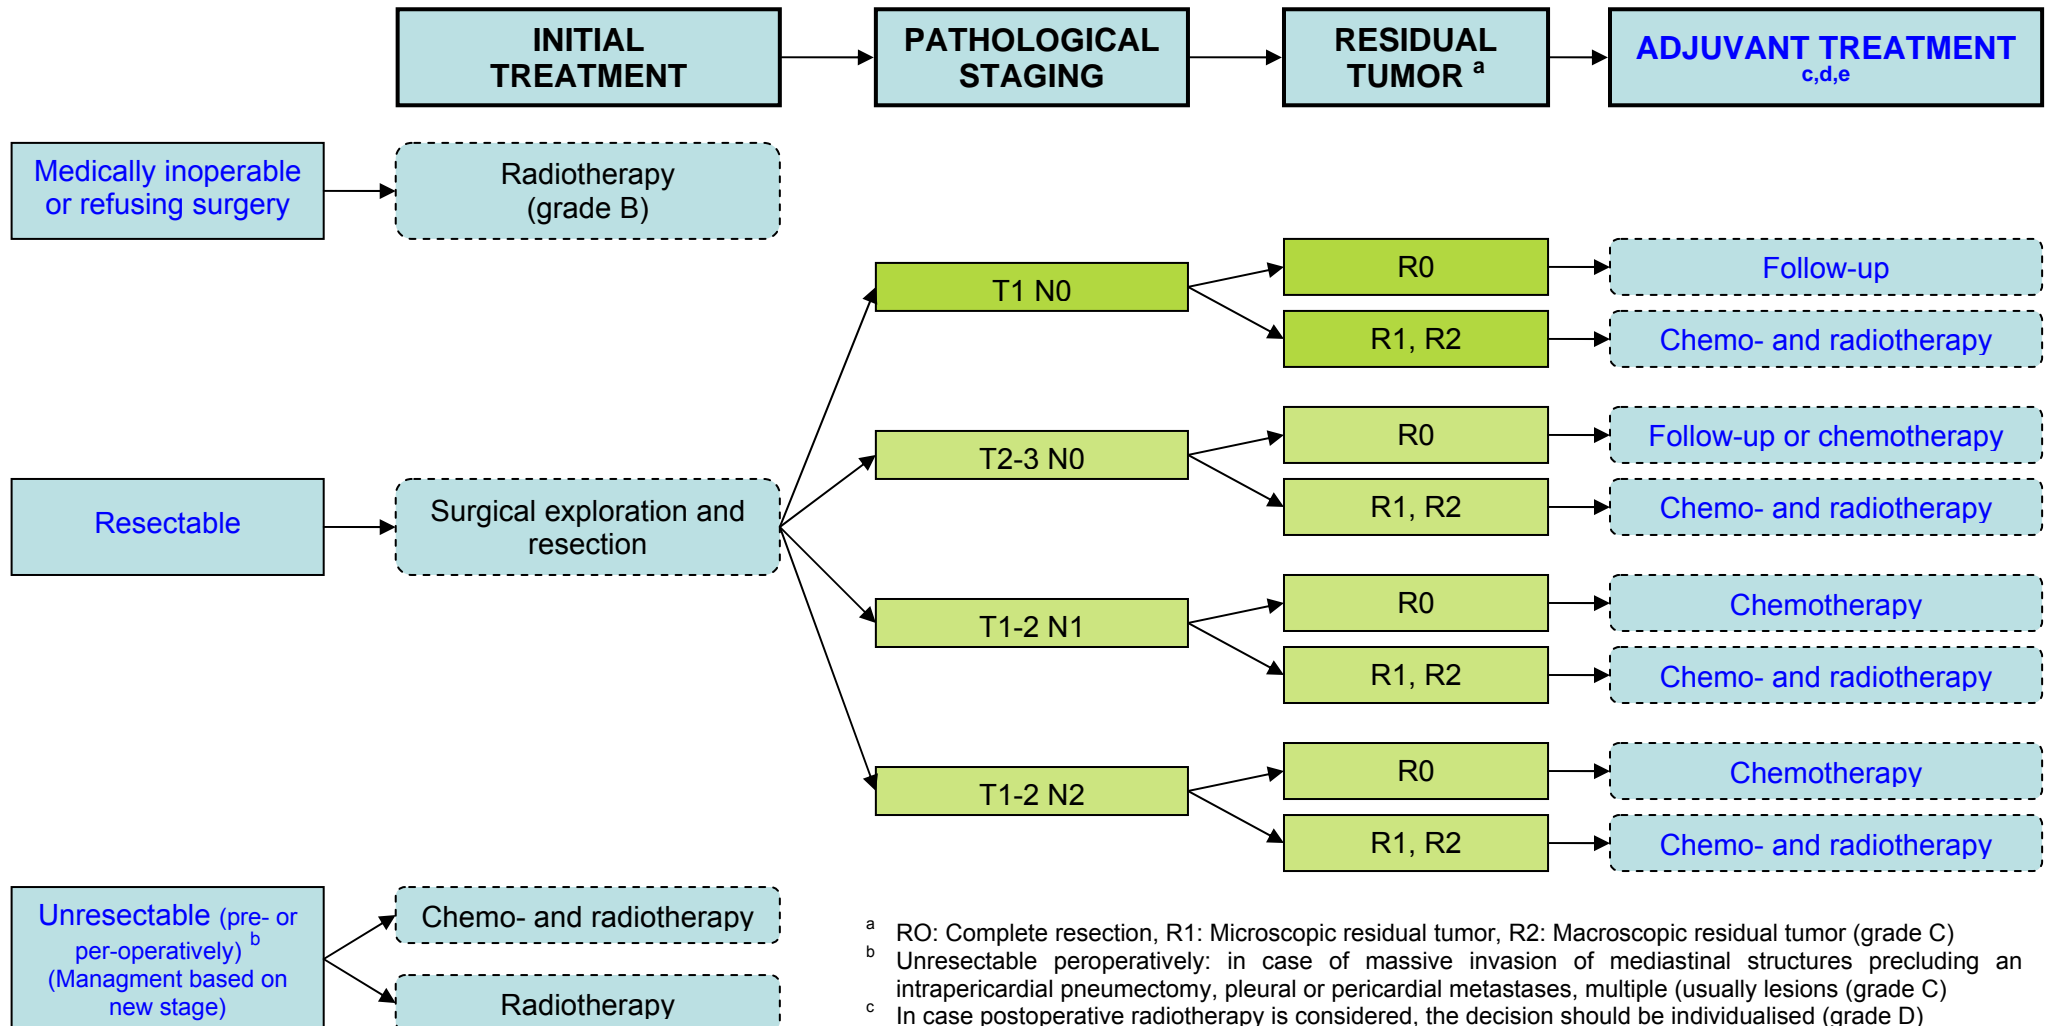 INITIAL
TREATMENT
PATHOLOGICAL
STAGING
RESIDUAL
TUMOR a
ADJUVANT TREATMENT
c,d,e
Medically inoperable
or refusing surgery
Radiotherapy
(grade B)
T1 N0
R0
Follow-up
R1, R2
Chemo- and radiotherapy
Resectable
Surgical exploration and
resection
T2-3 N0
R0
Follow-up or chemotherapy
R1, R2
Chemo- and radiotherapy
T1-2 N1
R0
Chemotherapy
R1, R2
Chemo- and radiotherapy
T1-2 N2
R0
Chemotherapy
R1, R2
Chemo- and radiotherapy
Unresectable (pre- or
per-operatively) b
(Managment based on
new stage)
Chemo- and radiotherapy
Radiotherapy
a RO: Complete resection, R1: Microscopic residual tumor, R2: Macroscopic residual tumor (grade C)
b Unresectable peroperatively: in case of massive invasion of mediastinal structures precluding an
intrapericardial pneumectomy, pleural or pericardial metastases, multiple (usually lesions (grade C)
c In case postoperative radiotherapy is considered, the decision should be individualised (grade D)